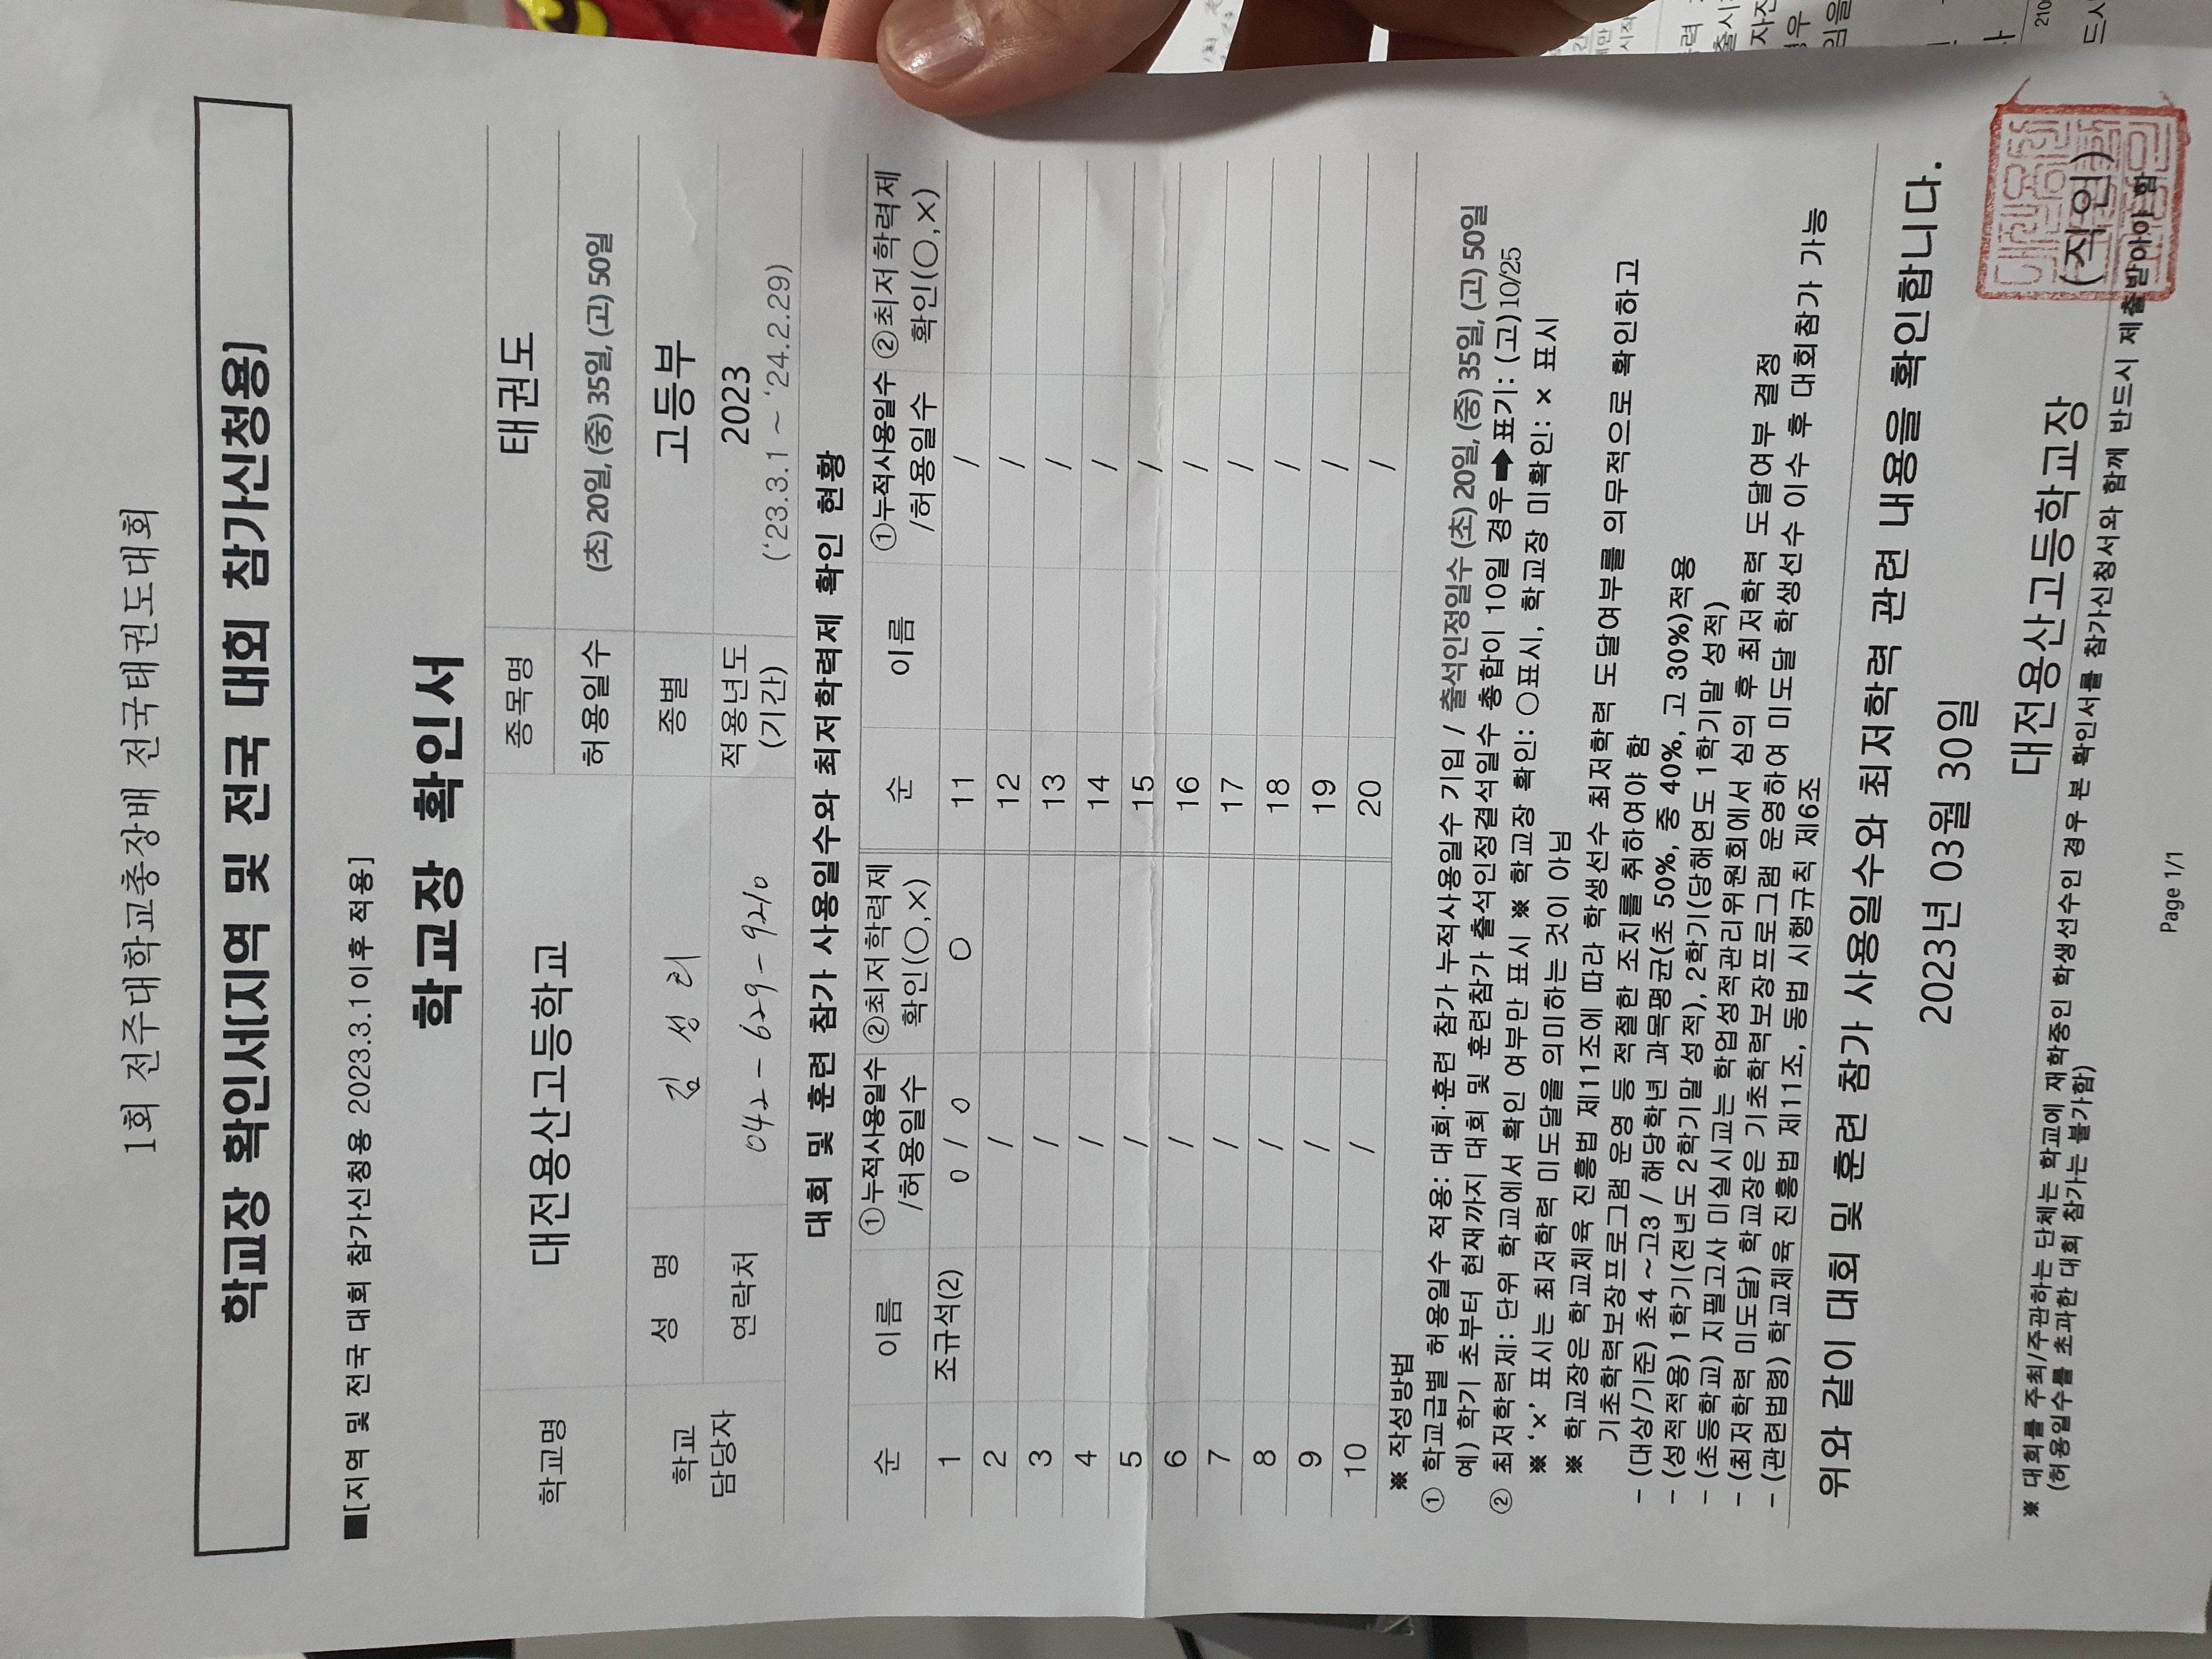 1회 전주대학교총장배 전국태권도대회
학교장 확인서[지역 및 전국 대회 참가신청용]
■[지역 및 전국 대회 참가신청용 2023.3.1이후 적용]
학교장 확인서
학교명 대전용산고등학교 종목명 태권도
허용일수 (초) 20일, (중) 35일, (고) 50일
학교 담당자 성 명 김 성 종별 고등부
연락처 042-629-9210 적용년도 (기간) 2023 ('23.3.1 ~ '24.2.29)
대회 및 훈련 참가 사용일수와 최저학력제 확인 현황
순 이름 ①누적사용일수 /허용일수 ②최저학력제 확인(○,×) 순 이름 ①누적사용일수 /허용일수 ②최저학력제 확인(○,×)
1 조규석(2) 0 / 0 ○ 11 /
2 / 12 /
3 / 13 /
4 / 14 /
5 / 15 /
6 / 16 /
7 / 17 /
8 / 18 /
9 / 19 /
10 / 20 /
※ 작성방법
① 학교급별 허용일수 적용: 대회·훈련 참가 누적사용일수 기입 / 출석인정일수 (초) 20일, (중) 35일, (고) 50일
예) 학기 초부터 현재까지 대회 및 훈련참가 출석인정결석일수 총합이 10일 경우➡표기: (고) 10/25
② 최저학력제: 단위 학교에서 확인 여부만 표시 ※ 학교장 확인: ○표시, 학교장 미확인: × 표시
※ '×' 표시는 최저학력 미도달을 의미하는 것이 아님
※ 학교장은 학교체육 진흥법 제11조에 따라 학생선수 최저학력 도달여부를 의무적으로 확인하고
기초학력보장프로그램 운영 등 적절한 조치를 취하여야 함
- (대상/기준) 초4 ~ 고3 / 해당학년 과목평균(초 50%, 중 40%, 고 30%)적용
- (성적적용) 1학기(전년도 2학기말 성적), 2학기(당해연도 1학기말 성적)
- (초등학교) 지필고사 미실시교는 학업성적관리위원회에서 심의 후 최저학력 도달여부 결정
- (최저학력 미도달) 학교장은 기초학력보장프로그램 운영하여 미도달 학생선수 이수 후 대회참가 가능
- (관련법령) 학교체육 진흥법 제11조, 동법 시행규칙 제6조
위와 같이 대회 및 훈련 참가 사용일수와 최저학력 관련 내용을 확인합니다.
2023년 03월 30일
대전용산고등학교장 (직인)
※ 대회를 주최/주관하는 단체는 학교에 재학중인 학생선수인 경우 본 확인서를 참가신청서와 함께 반드시 제출받아야 함
(허용일수를 초과한 대회 참가는 불가함)
Page 1/1